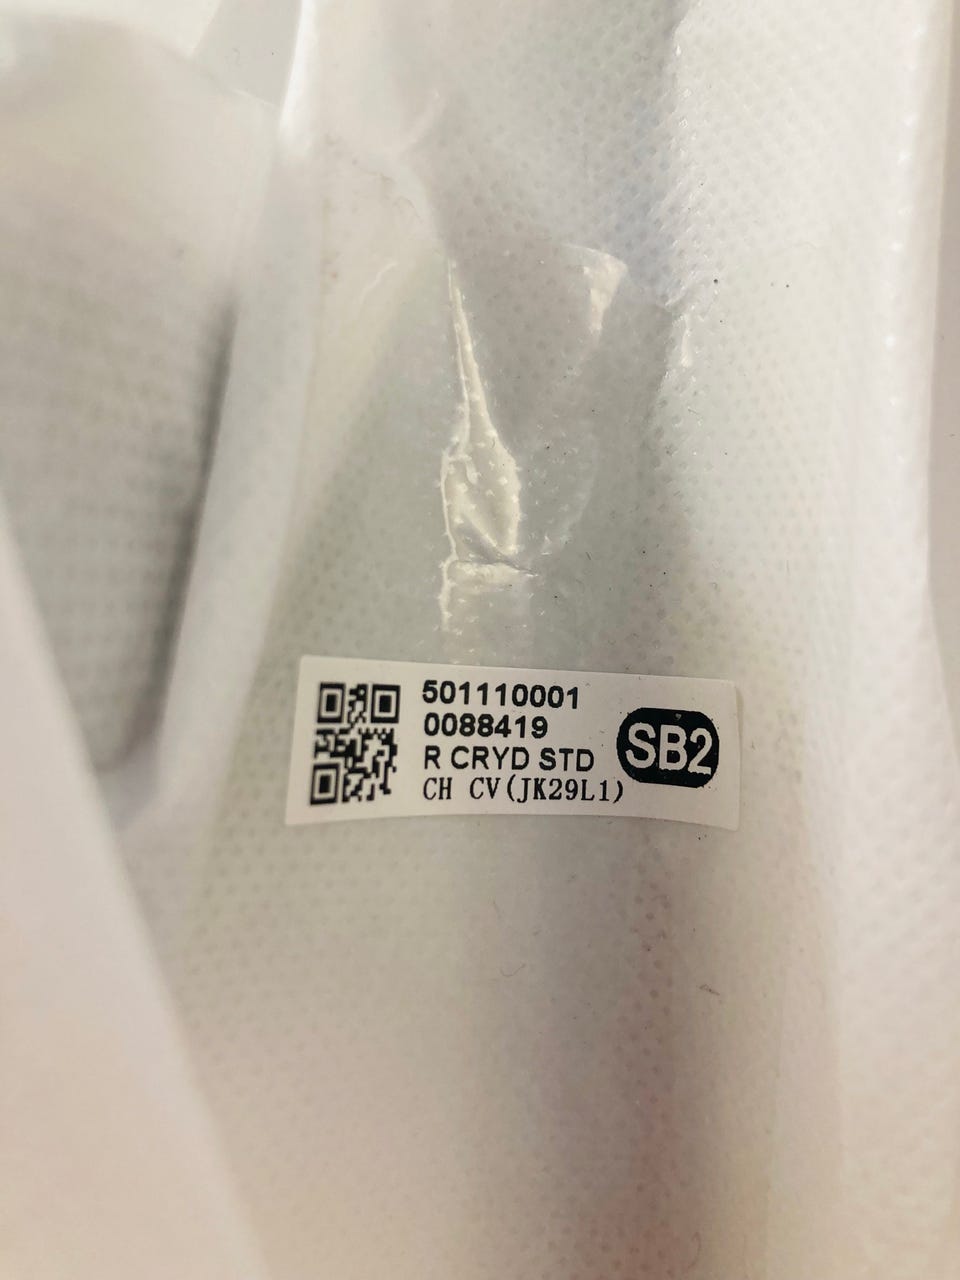 501110001
0088419
R CRYD STD
CH CV(JK29L1)
SB2